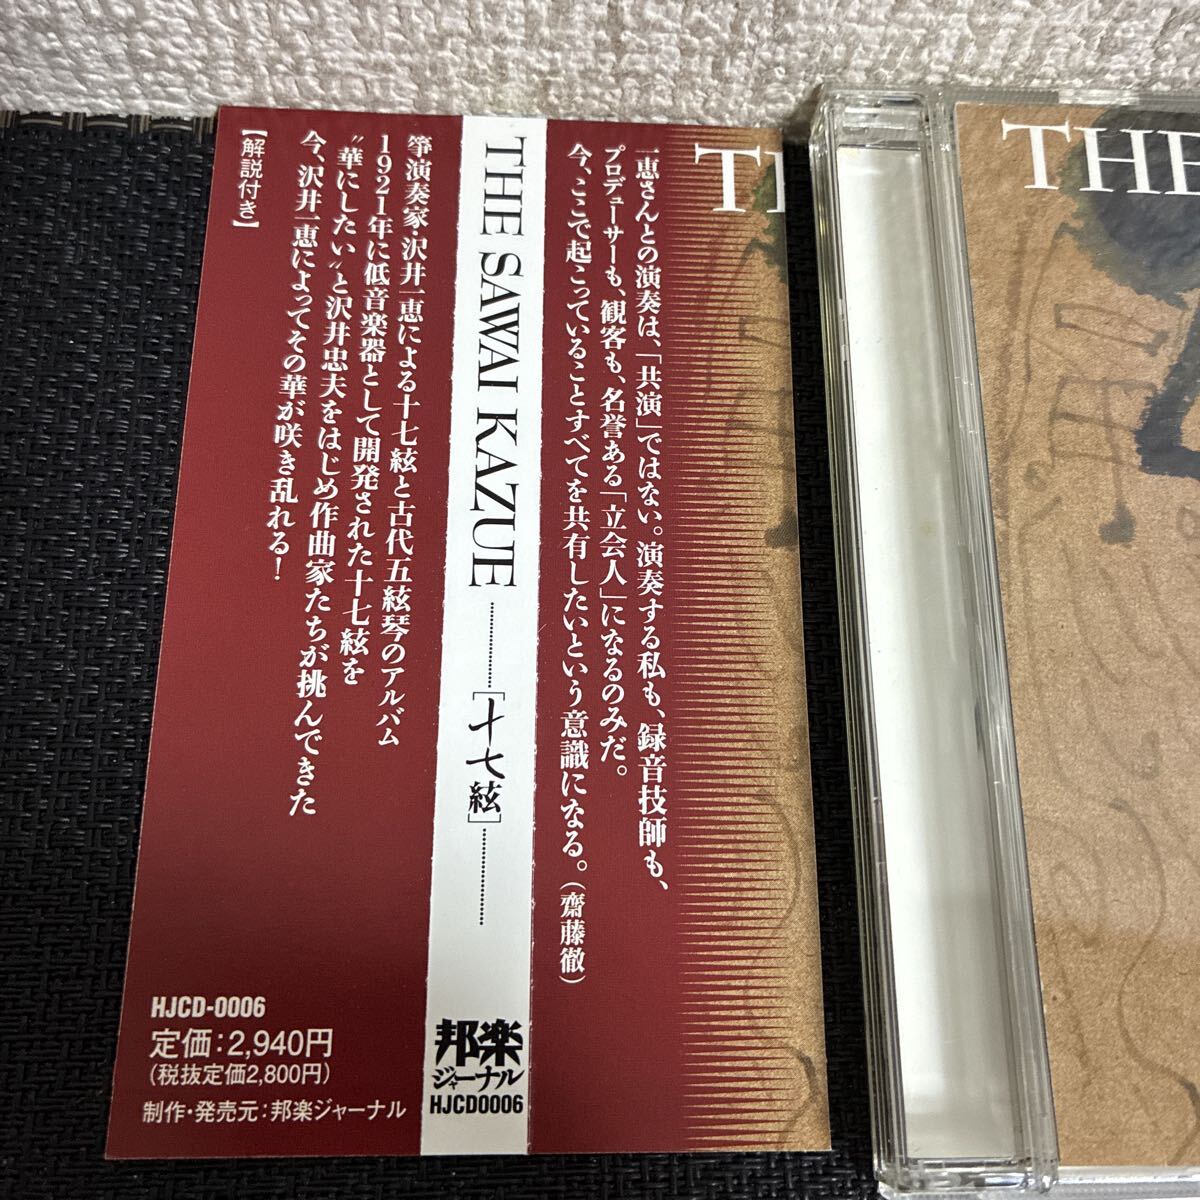 一恵さんとの演奏は、「共演」ではない。演奏する私も、録音技師も、
プロデューサーも、観客も、名誉ある「立会人」になるのみだ。
今、ここで起こっていることすべてを共有したいという意識になる。(齋藤徹)
THE SAWAI KAZUE [十七絃]
邦楽
ジャーナル
HJCD0006
箏演奏家・沢井一恵による十七絃と古代五絃琴のアルバム
1921年に低音楽器として開発された十七絃を
〝華にしたい〟と沢井忠夫をはじめ作曲家たちが挑んできた
今、沢井一恵によってその華が咲き乱れる!
【解説付き】
HJCD-0006
定価:2,940円
(税抜定価2,800円)
制作・発売元:邦楽ジャーナル
THE